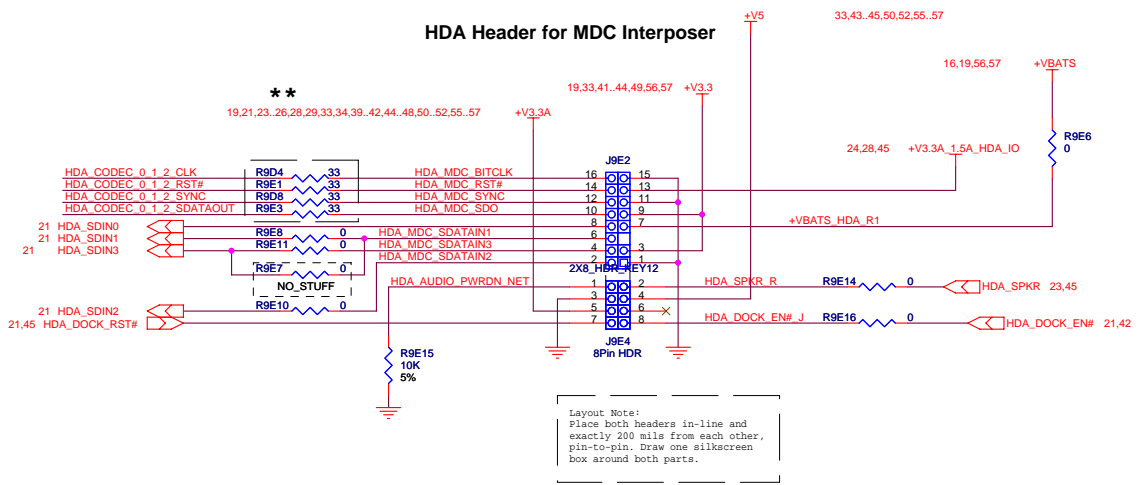 HDA Header for MDC Interposer
+V5
33,43..45,50,52,55..57
16,19,56,57
+VBATS
**
19,21,23..26,28,29,33,34,39..42,44..48,50..52,55..57
+V3.3A
19,33,41..44,49,56,57
+V3.3
R9E6
0
24,28,45
+V3.3A_1.5A_HDA_IO
J9E2
HDA_CODEC_0_1_2_CLK
R9D4
33
HDA_MDC_BITCLK
16
15
HDA_CODEC_0_1_2_RST#
R9E1
33
HDA_MDC_RST#
14
13
HDA_CODEC_0_1_2_SYNC
R9D8
33
HDA_MDC_SYNC
12
11
HDA_CODEC_0_1_2_SDATAOUT
R9E3
33
HDA_MDC_SDO
10
9
21 HDA_SDIN0
8
7
+VBATS_HDA_R1
21 HDA_SDIN1
R9E8
0
HDA_MDC_SDATAIN1
6
21 HDA_SDIN3
R9E11
0
HDA_MDC_SDATAIN3
4
3
HDA_MDC_SDATAIN2
2
1
R9E7
0
2X8_HDR_KEY12
NO_STUFF
HDA_AUDIO_PWRDN_NET
1
2
HDA_SPKR_R
R9E14
0
HDA_SPKR 23,45
3
4
21 HDA_SDIN2
R9E10
0
5
6
21,45 HDA_DOCK_RST#
7
8
HDA_DOCK_EN#_J
R9E16
0
HDA_DOCK_EN# 21,42
J9E4
8Pin HDR
R9E15
10K
5%
Layout Note:
Place both headers in-line and
exactly 200 mils from each other,
pin-to-pin. Draw one silkscreen
box around both parts.